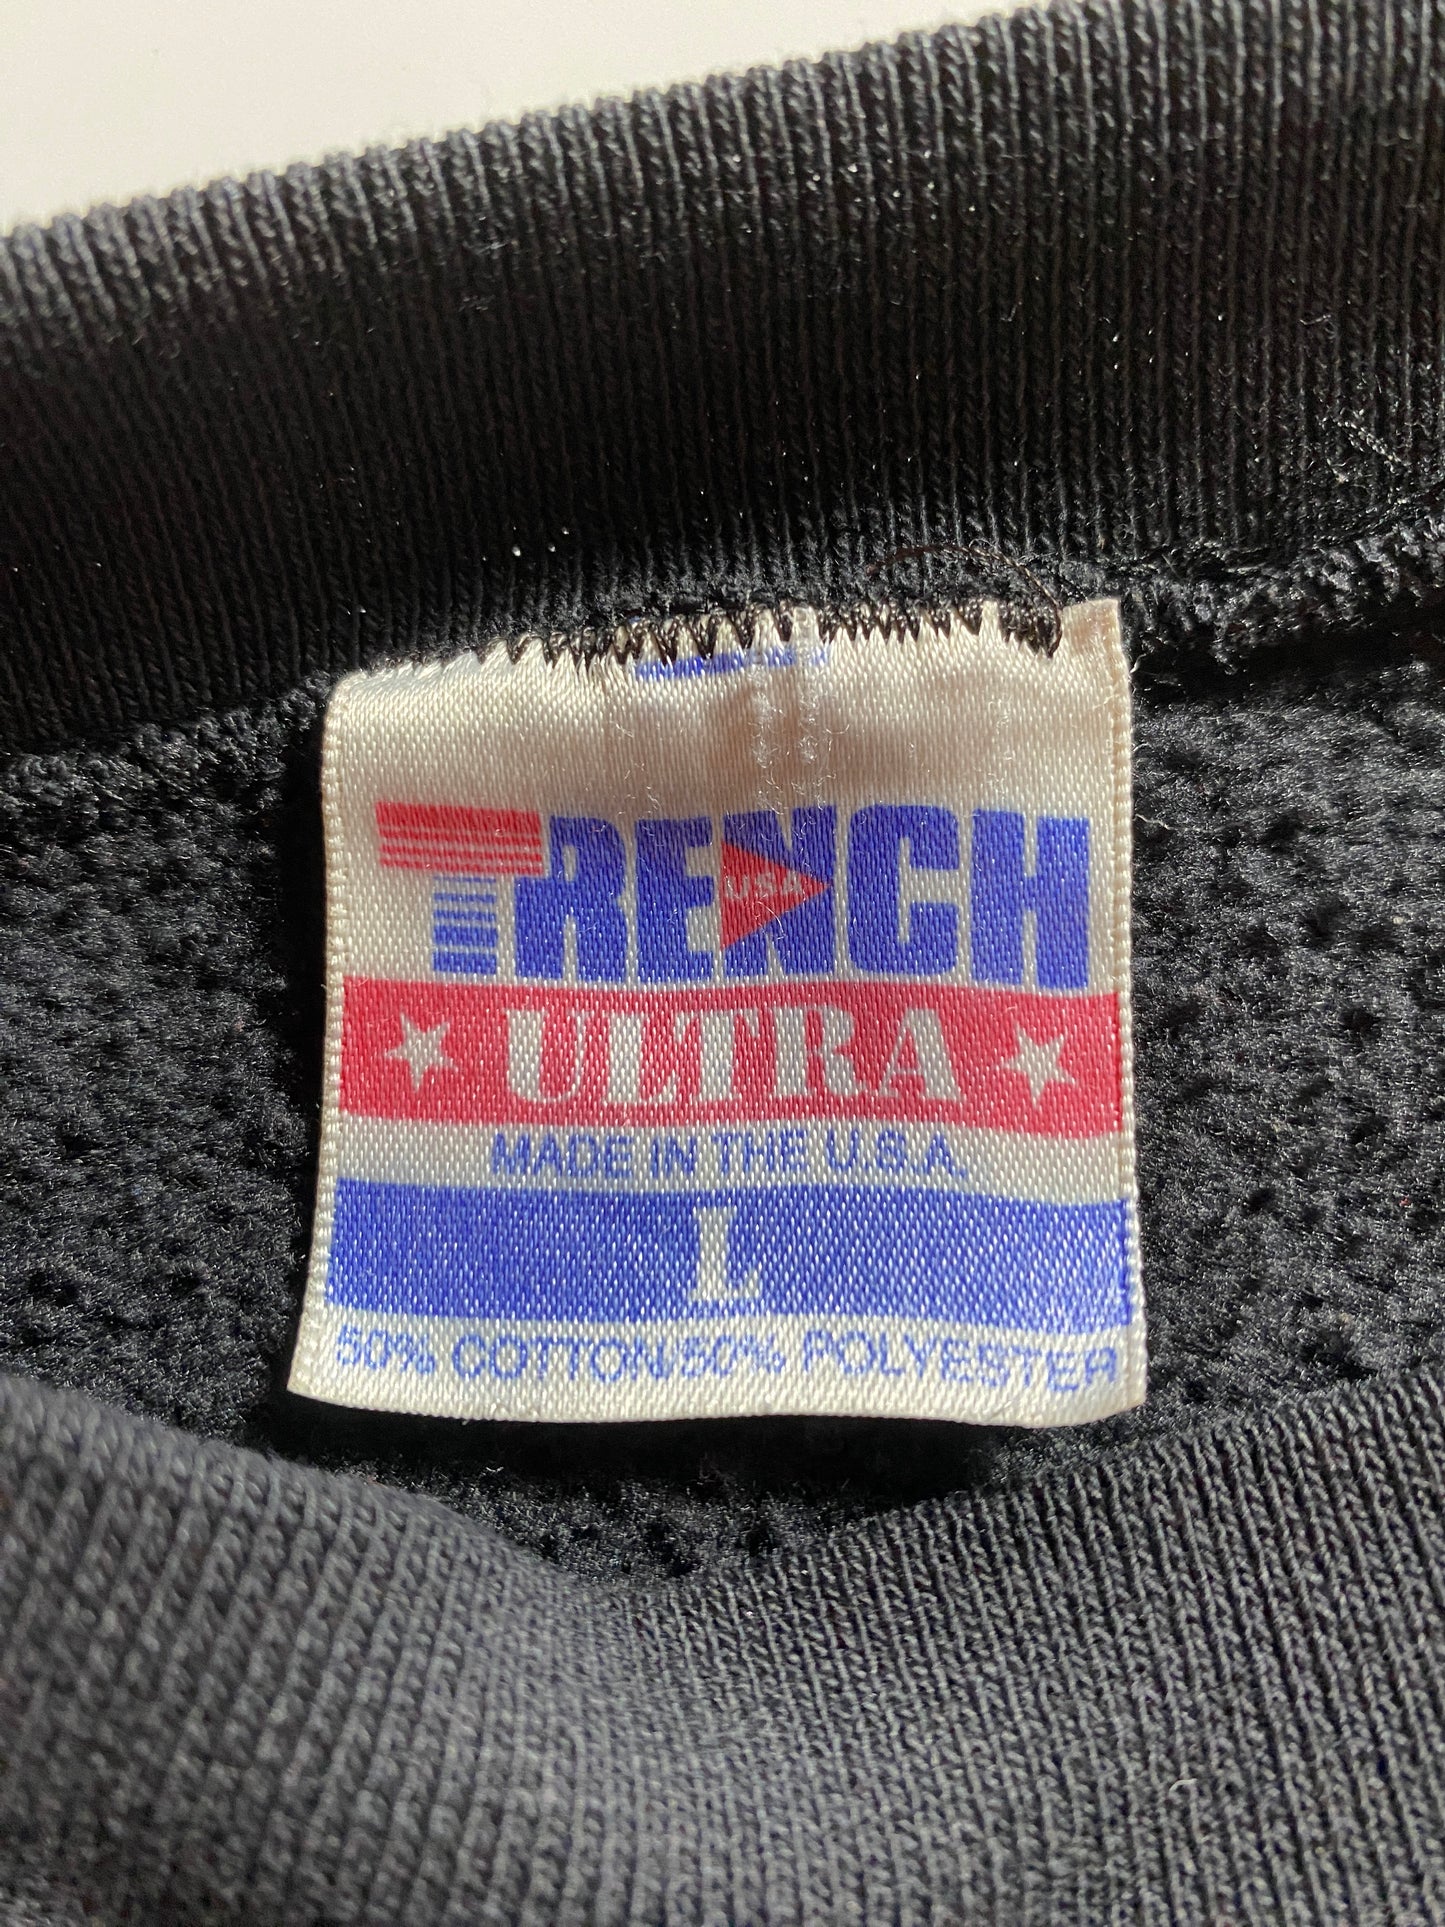 TRENCH
USA
ULTRA
MADE IN THE U.S.A.
L
50% COTTON/50% POLYESTER